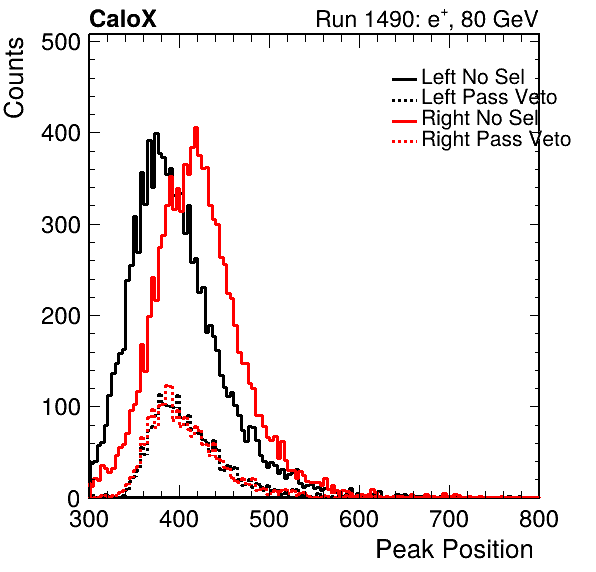 CaloX Run 1490: e⁺, 80 GeV
Counts
500
400
300
200
100
0
Left No Sel
Left Pass Veto
Right No Sel
Right Pass Veto
300 400 500 600 700 800
Peak Position